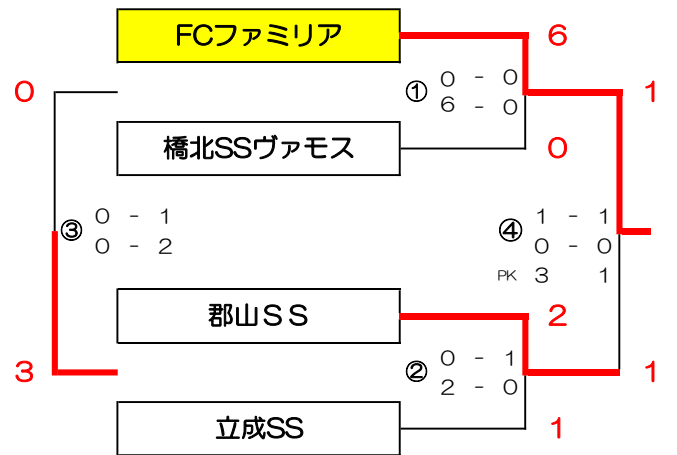 FCファミリア
6
0
① 0 - 0
6 - 0
1
橋北SSヴァモス
0
③ 0 - 1
0 - 2
④ 1 - 1
0 - 0
PK 3 1
郡山ＳＳ
2
3
② 0 - 1
2 - 0
1
立成SS
1